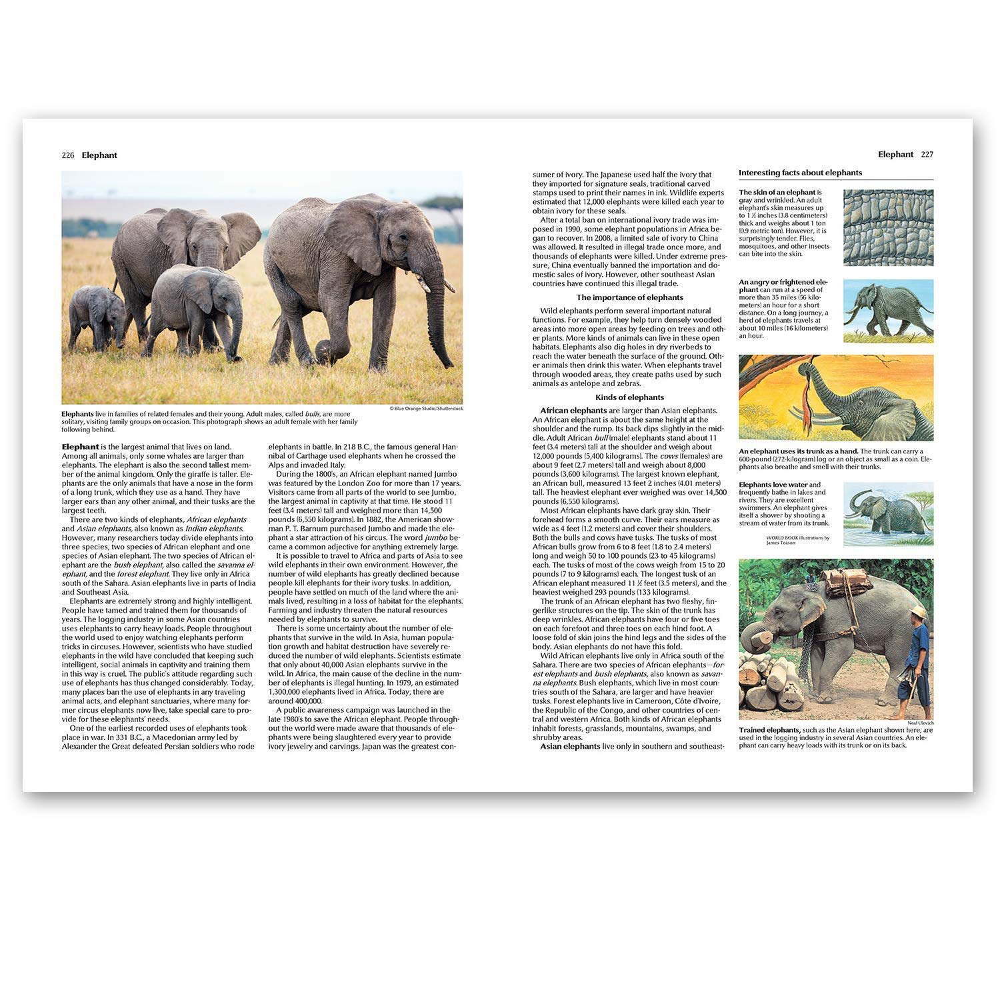 226 Elephant
© Blue Orange Studio/Shutterstock
Elephants live in families of related females and their young. Adult males, called bulls, are more
solitary, visiting family groups on occasion. This photograph shows an adult female with her family
following behind.
Elephant is the largest animal that lives on land.
Among all animals, only some whales are larger than
elephants. The elephant is also the second tallest mem-
ber of the animal kingdom. Only the giraffe is taller. Ele-
phants are the only animals that have a nose in the form
of a long trunk, which they use as a hand. They have
larger ears than any other animal, and their tusks are the
largest teeth.
There are two kinds of elephants, African elephants
and Asian elephants, also known as Indian elephants.
However, many researchers today divide elephants into
three species, two species of African elephant and one
species of Asian elephant. The two species of African el-
ephant are the bush elephant, also called the savanna el-
ephant, and the forest elephant. They live only in Africa
south of the Sahara. Asian elephants live in parts of India
and Southeast Asia.
Elephants are extremely strong and highly intelligent.
People have tamed and trained them for thousands of
years. The logging industry in some Asian countries
uses elephants to carry heavy loads. People throughout
the world used to enjoy watching elephants perform
tricks in circuses. However, scientists who have studied
elephants in the wild have concluded that keeping such
intelligent, social animals in captivity and training them
in this way is cruel. The public's attitude regarding such
use of elephants has thus changed considerably. Today,
many places ban the use of elephants in any traveling
animal acts, and elephant sanctuaries, where many for-
mer circus elephants now live, take special care to pro-
vide for these elephants' needs.
One of the earliest recorded uses of elephants took
place in war. In 331 B.C., a Macedonian army led by
Alexander the Great defeated Persian soldiers who rode
elephants in battle. In 218 B.C., the famous general Han-
nibal of Carthage used elephants when he crossed the
Alps and invaded Italy.
During the 1800's, an African elephant named Jumbo
was featured by the London Zoo for more than 17 years.
Visitors came from all parts of the world to see Jumbo,
the largest animal in captivity at that time. He stood 11
feet (3.4 meters) tall and weighed more than 14,500
pounds (6,550 kilograms). In 1882, the American show-
man P. T. Barnum purchased Jumbo and made the ele-
phant a star attraction of his circus. The word jumbo be-
came a common adjective for anything extremely large.
It is possible to travel to Africa and parts of Asia to see
wild elephants in their own environment. However, the
number of wild elephants has greatly declined because
people kill elephants for their ivory tusks. In addition,
people have settled on much of the land where the ani-
mals lived, resulting in a loss of habitat for the elephants.
Farming and industry threaten the natural resources
needed by elephants to survive.
There is some uncertainty about the number of ele-
phants that survive in the wild. In Asia, human popula-
tion growth and habitat destruction have severely re-
duced the number of wild elephants. Scientists estimate
that only about 40,000 Asian elephants survive in the
wild. In Africa, the main cause of the decline in the num-
ber of elephants is illegal hunting. In 1979, an estimated
1,300,000 elephants lived in Africa. Today, there are
around 400,000.
A public awareness campaign was launched in the
late 1980's to save the African elephant. People through-
out the world were made aware that thousands of ele-
phants were being slaughtered every year to provide
ivory jewelry and carvings. Japan was the greatest con-
Elephant 227
sumer of ivory. The Japanese used half the ivory that
they imported for signature seals, traditional carved
stamps used to print their names in ink. Wildlife experts
estimated that 12,000 elephants were killed each year to
obtain ivory for these seals.
After a total ban on international ivory trade was im-
posed in 1990, some elephant populations in Africa be-
gan to recover. In 2008, a limited sale of ivory to China
was allowed. It resulted in illegal trade once more, and
thousands of elephants were killed. Under extreme pres-
sure, China eventually banned the importation and do-
mestic sales of ivory. However, other southeast Asian
countries have continued this illegal trade.
The importance of elephants
Wild elephants perform several important natural
functions. For example, they help turn densely wooded
areas into more open areas by feeding on trees and oth-
er plants. More kinds of animals can live in these open
habitats. Elephants also dig holes in dry riverbeds to
reach the water beneath the surface of the ground. Oth-
er animals then drink this water. When elephants travel
through wooded areas, they create paths used by such
animals as antelope and zebras.
Kinds of elephants
African elephants are larger than Asian elephants.
An African elephant is about the same height at the
shoulder and the rump. Its back dips slightly in the mid-
dle. Adult African bull (male) elephants stand about 11
feet (3.4 meters) tall at the shoulder and weigh about
12,000 pounds (5,400 kilograms). The cows (females) are
about 9 feet (2.7 meters) tall and weigh about 8,000
pounds (3,600 kilograms). The largest known elephant,
an African bull, measured 13 feet 2 inches (4.01 meters)
tall. The heaviest elephant ever weighed was over 14,500
pounds (6,550 kilograms).
Most African elephants have dark gray skin. Their
forehead forms a smooth curve. Their ears measure as
wide as 4 feet (1.2 meters) and cover their shoulders.
Both the bulls and cows have tusks. The tusks of most
African bulls grow from 6 to 8 feet (1.8 to 2.4 meters)
long and weigh 50 to 100 pounds (23 to 45 kilograms)
each. The tusks of most of the cows weigh from 15 to 20
pounds (7 to 9 kilograms) each. The longest tusk of an
African elephant measured 11 ½ feet (3.5 meters), and the
heaviest weighed 293 pounds (133 kilograms).
The trunk of an African elephant has two fleshy, fin-
gerlike structures on the tip. The skin of the trunk has
deep wrinkles. African elephants have four or five toes
on each forefoot and three toes on each hind foot. A
loose fold of skin joins the hind legs and the sides of the
body. Asian elephants do not have this fold.
Wild African elephants live only in Africa south of the
Sahara. There are two species of African elephants—for-
est elephants and bush elephants, also known as savan-
na elephants. Bush elephants, which live in most coun-
tries south of the Sahara, are larger and have heavier
tusks. Forest elephants live in Cameroon, Côte d'Ivoire,
the Republic of the Congo, and other countries of cen-
tral and western Africa. Both kinds of African elephants
inhabit forests, grasslands, mountains, swamps, and
shrubby areas.
Asian elephants live only in southern and southeast-
Interesting facts about elephants
The skin of an elephant is
gray and wrinkled. An adult
elephant's skin measures up
to 1 ½ inches (3.8 centimeters)
thick and weighs about 1 ton
(0.9 metric ton). However, it is
surprisingly tender. Flies,
mosquitoes, and other insects
can bite into the skin.
An angry or frightened ele-
phant can run at a speed of
more than 35 miles (56 kilo-
meters) an hour for a short
distance. On a long journey, a
herd of elephants travels at
about 10 miles (16 kilometers)
an hour.
An elephant uses its trunk as a hand. The trunk can carry a
600-pound (272-kilogram) log or an object as small as a coin. Ele-
phants also breathe and smell with their trunks.
Elephants love water and
frequently bathe in lakes and
rivers. They are excellent
swimmers. An elephant gives
itself a shower by shooting a
stream of water from its trunk.
WORLD BOOK illustrations by
James Teason
Neal Ulevich
Trained elephants, such as the Asian elephant shown here, are
used in the logging industry in several Asian countries. An ele-
phant can carry heavy loads with its trunk or on its back.